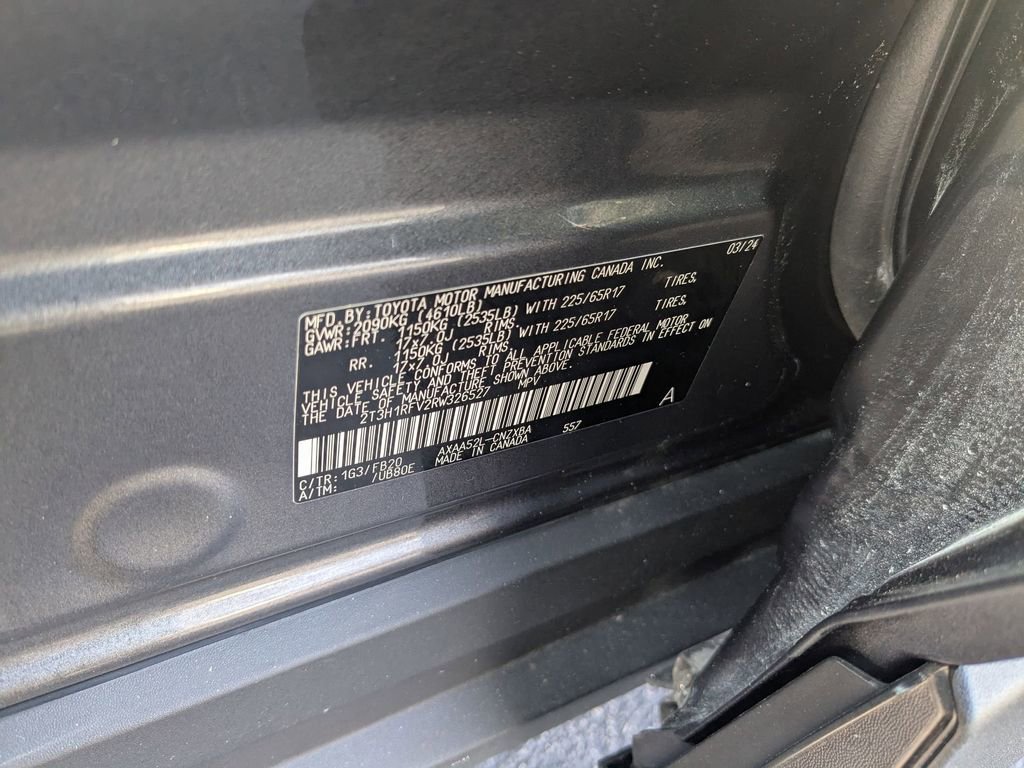 03/24
MFD. BY: TOYOTA MOTOR MANUFACTURING CANADA INC.
GVWR: 2090KG (4610LB)
GAWR: FRT. 1150KG (2535LB) WITH 225/65R17 TIRES,
17x7.0J RIMS,
RR. 1150KG (2535LB) WITH 225/65R17 TIRES,
17x7.0J RIMS,
THIS VEHICLE CONFORMS TO ALL APPLICABLE FEDERAL MOTOR
VEHICLE SAFETY AND THEFT PREVENTION STANDARDS IN EFFECT ON
THE DATE OF MANUFACTURE SHOWN ABOVE.
2T3H1RFV2RW326527 MPV
A
C/TR: 1G3/FB20 AXAA52L-CNZXBA 557
A/TM: /UB80E MADE IN CANADA